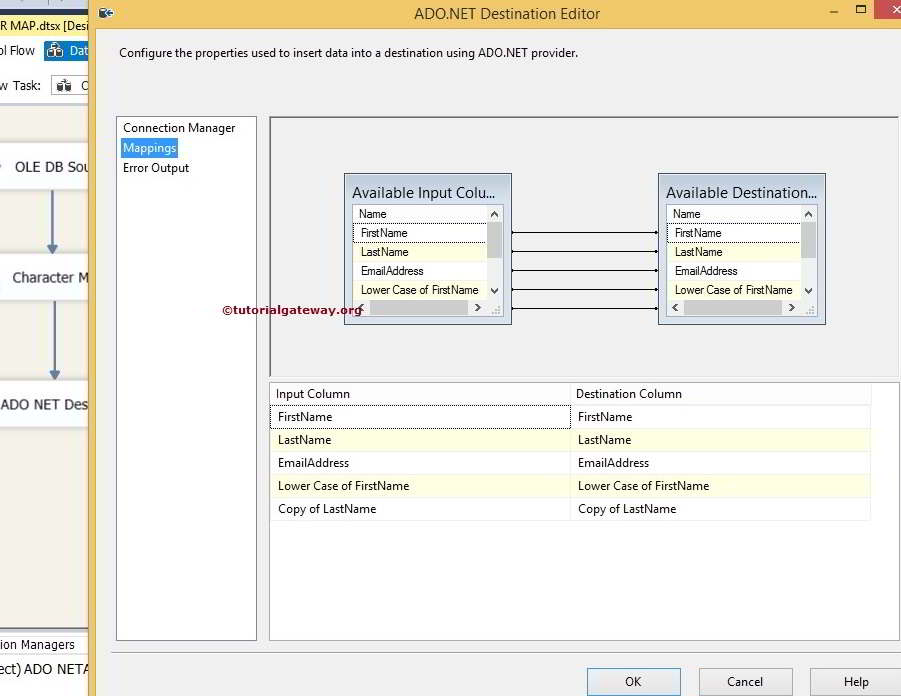 ADO.NET Destination Editor
R MAP.dtsx [Desi
Configure the properties used to insert data into a destination using ADO.NET provider.
ol Flow
Dat
w Task:
Connection Manager
Mappings
Error Output
OLE DB Sou
Character M
ADO NET Des
Available Input Colu...
Name
FirstName
LastName
EmailAddress
Lower Case of FirstName
Available Destination...
Name
FirstName
LastName
EmailAddress
Lower Case of FirstName
©tutorialgateway.org
Input Column Destination Column
FirstName FirstName
LastName LastName
EmailAddress EmailAddress
Lower Case of FirstName Lower Case of FirstName
Copy of LastName Copy of LastName
ion Managers
ect) ADO NETA
OK Cancel Help